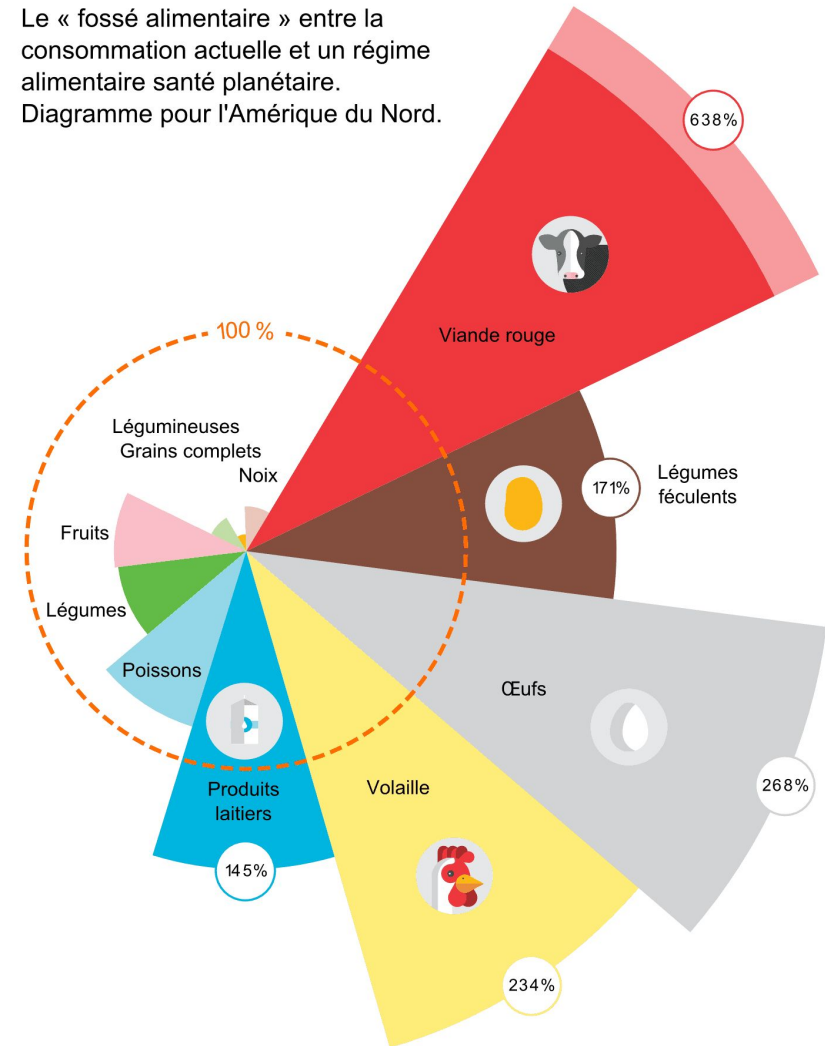 Le « fossé alimentaire » entre la
consommation actuelle et un régime
alimentaire santé planétaire.
Diagramme pour l'Amérique du Nord.
638%
Viande rouge
100 %
Légumineuses
Grains complets
Noix
171%
Légumes
féculents
Fruits
Légumes
Poissons
Œufs
268%
Produits
laitiers
Volaille
145%
234%